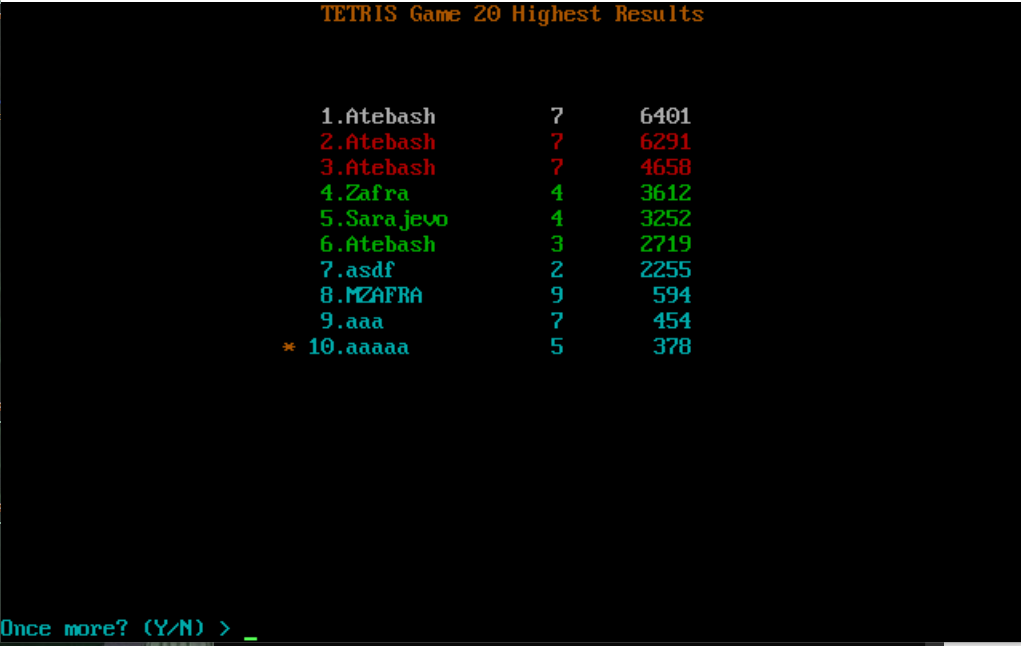 TETRIS Game 20 Highest Results
1.Atebash 7 6401
2.Atebash 7 6291
3.Atebash 7 4658
4.Zafra 4 3612
5.Sarajevo 4 3252
6.Atebash 3 2719
7.asdf 2 2255
8.MZAFRA 9 594
9.aaa 7 454
* 10.aaaaa 5 378
Once more? (Y/N) > _